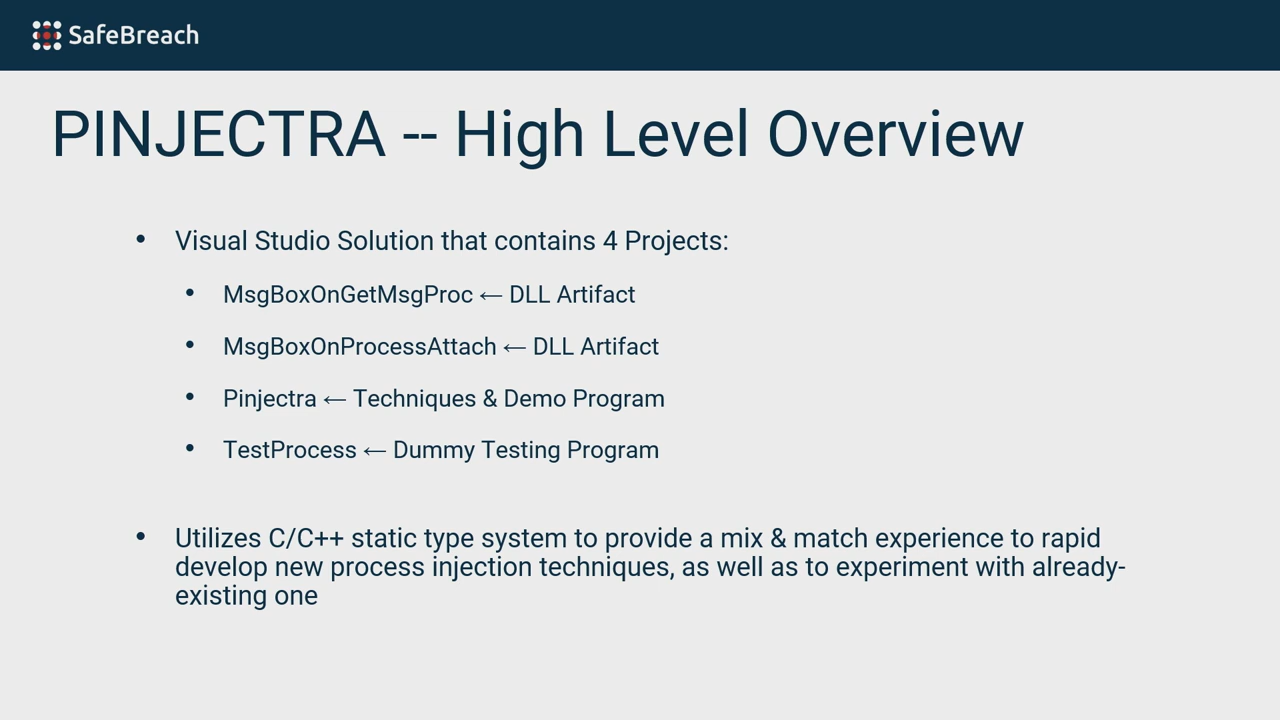 SafeBreach
PINJECTRA -- High Level Overview
• Visual Studio Solution that contains 4 Projects:
• MsgBoxOnGetMsgProc ← DLL Artifact
• MsgBoxOnProcessAttach ← DLL Artifact
• Pinjectra ← Techniques & Demo Program
• TestProcess ← Dummy Testing Program
• Utilizes C/C++ static type system to provide a mix & match experience to rapid
develop new process injection techniques, as well as to experiment with already-
existing one